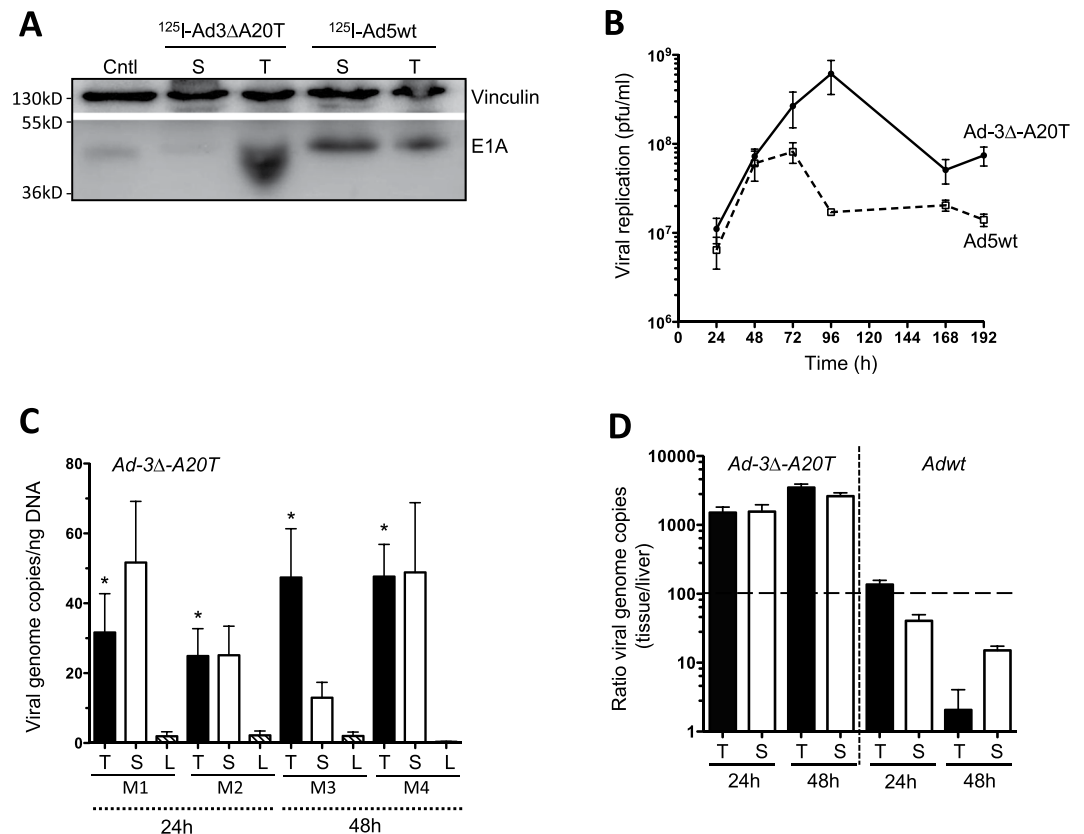 A
¹²⁵I-Ad3ΔA20T ¹²⁵I-Ad5wt
Cntl S T S T
130kD Vinculin
55kD
E1A
36kD
B
Viral replication (pfu/ml)
10⁹
10⁸
10⁷
10⁶
Ad-3Δ-A20T
Ad5wt
0 24 48 72 96 120 144 168 192
Time (h)
C
Ad-3Δ-A20T
Viral genome copies/ng DNA
80
60
40
20
0
* * * *
T S L T S L T S L T S L
M1 M2 M3 M4
24h 48h
D
Ad-3Δ-A20T Adwt
Ratio viral genome copies
(tissue/liver)
10000
1000
100
10
1
T S T S T S T S
24h 48h 24h 48h